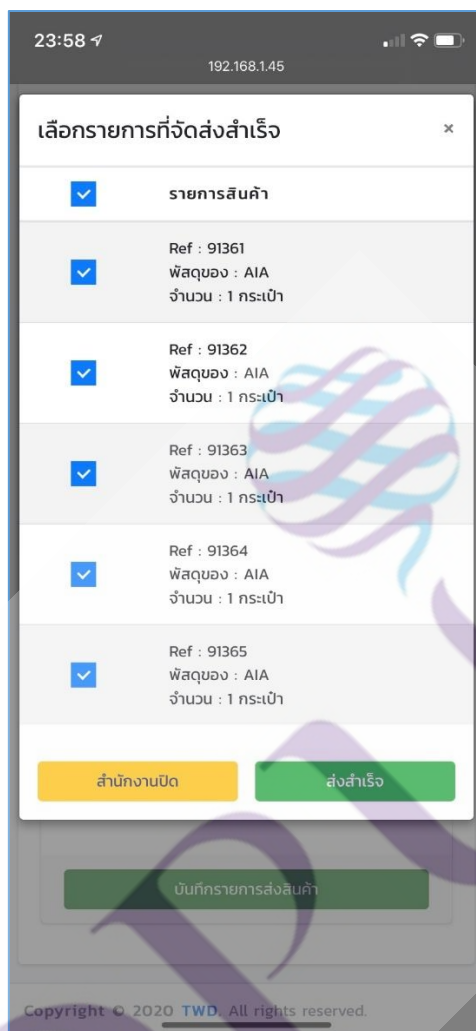 23:58
192.168.1.45
เลือกรายการที่จัดส่งสำเร็จ ×
รายการสินค้า
Ref : 91361
พัสดุของ : AIA
จำนวน : 1 กระเป๋า
Ref : 91362
พัสดุของ : AIA
จำนวน : 1 กระเป๋า
Ref : 91363
พัสดุของ : AIA
จำนวน : 1 กระเป๋า
Ref : 91364
พัสดุของ : AIA
จำนวน : 1 กระเป๋า
Ref : 91365
พัสดุของ : AIA
จำนวน : 1 กระเป๋า
สำนักงานปิด ส่งสำเร็จ
บันทึกรายการส่งสินค้า
Copyright © 2020 TWD. All rights reserved.